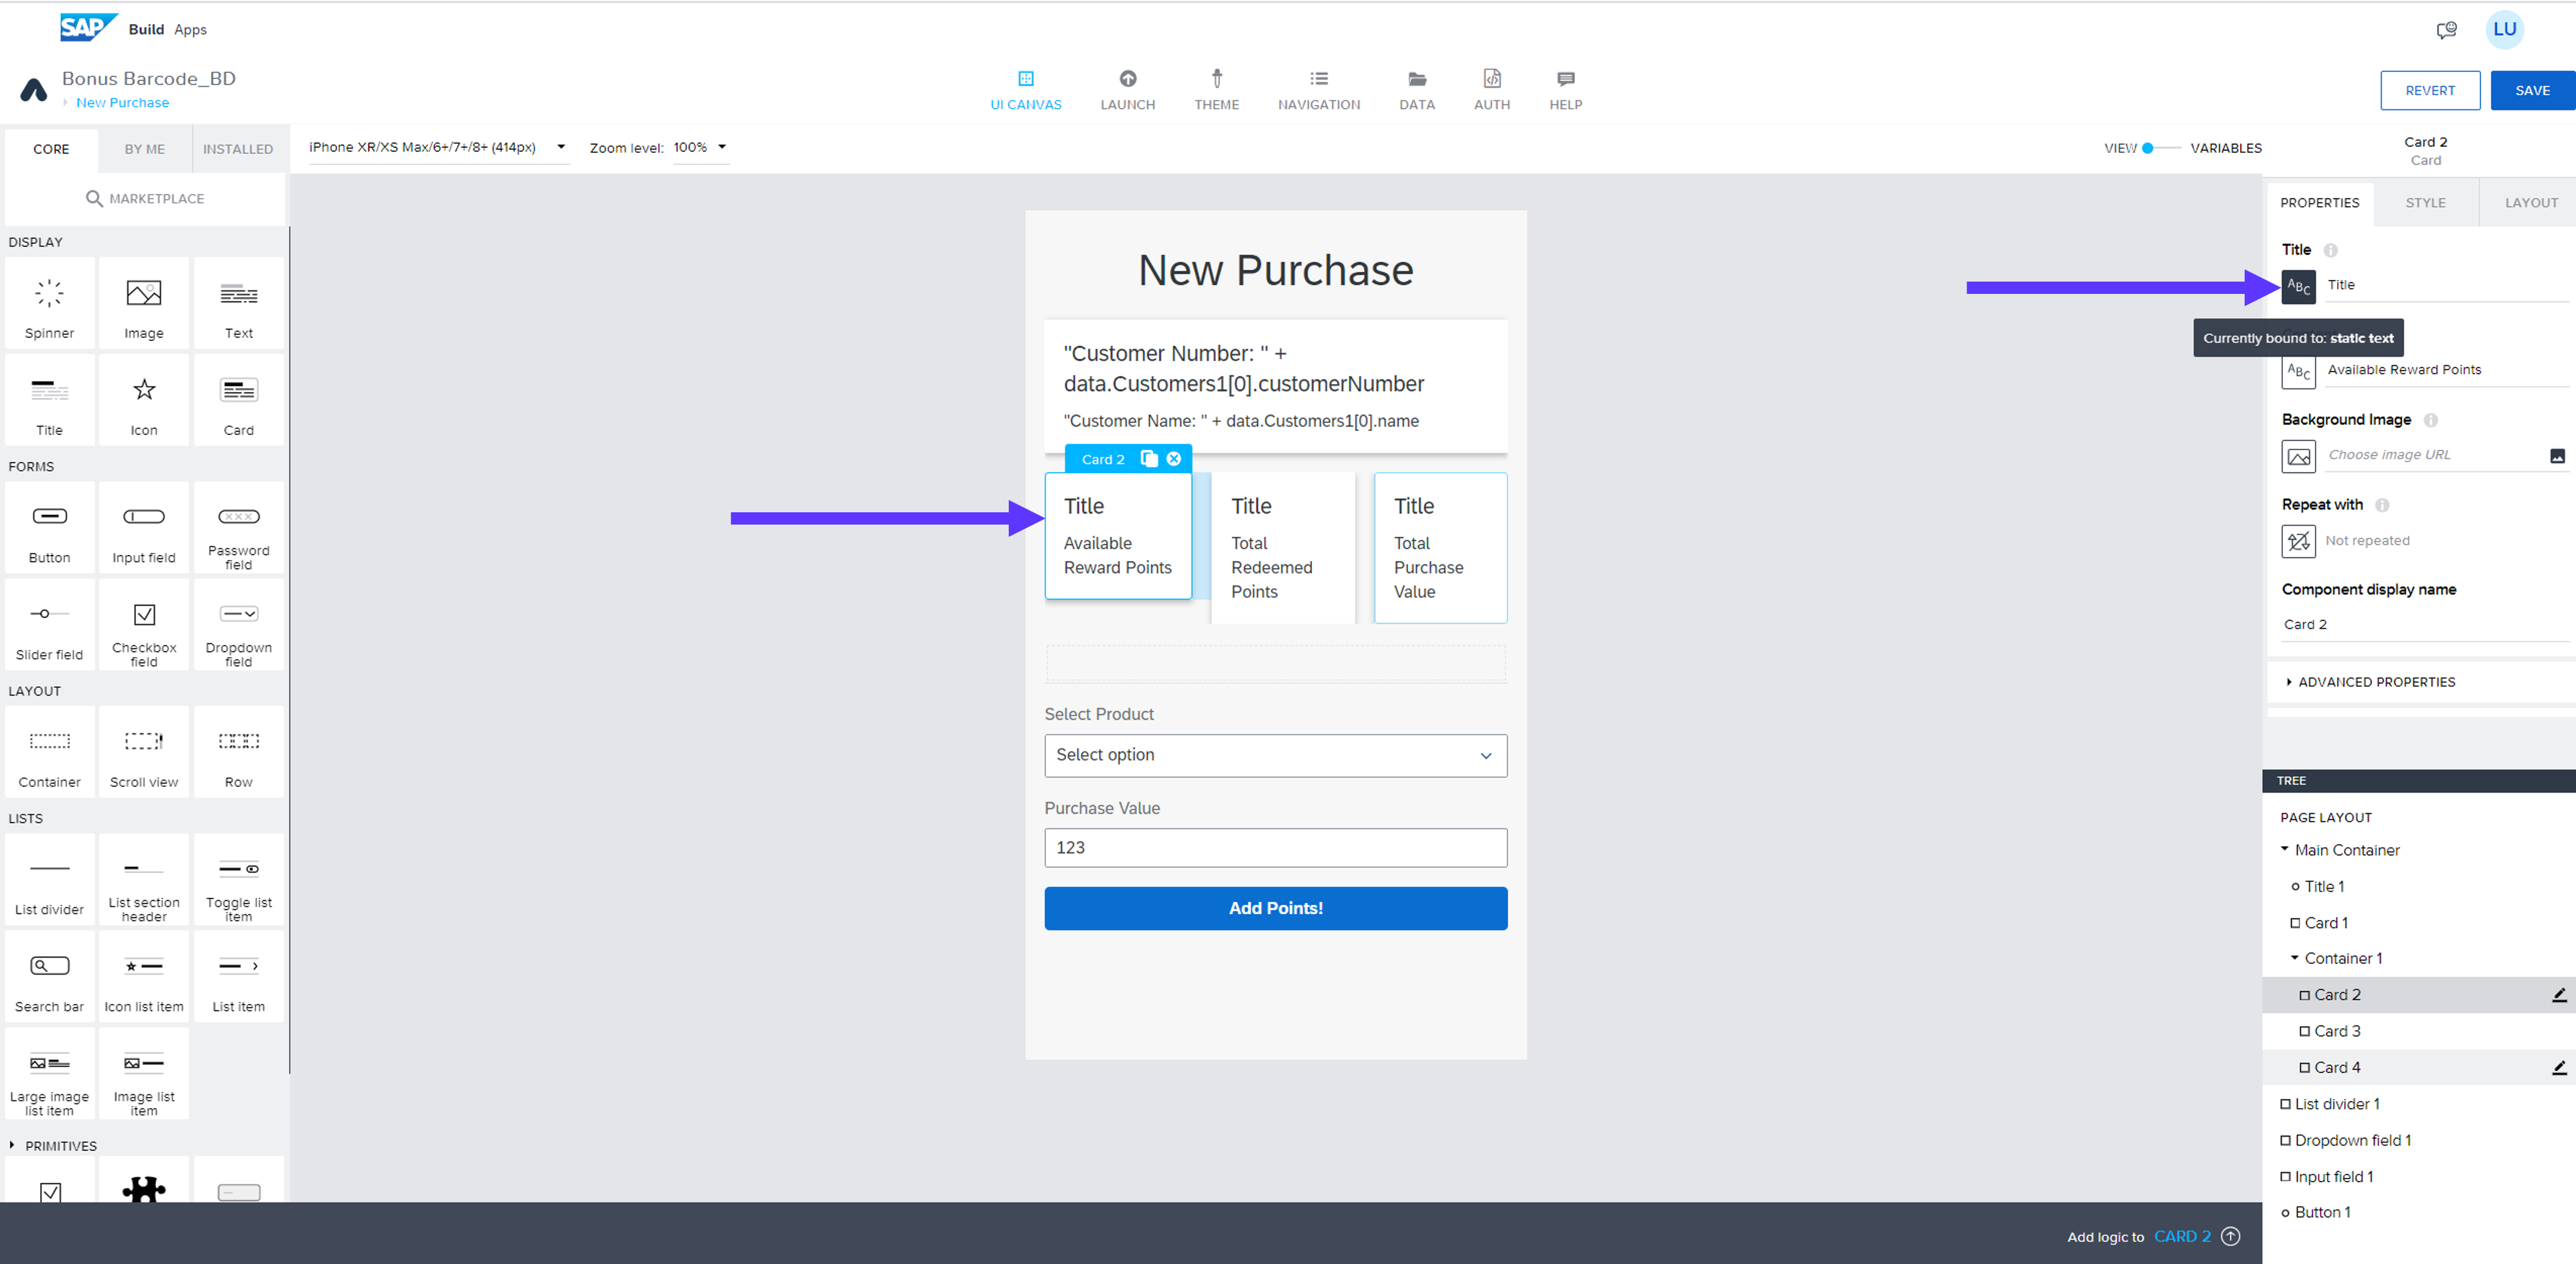 SAP Build Apps
LU
Bonus Barcode_BD
New Purchase
UI CANVAS
LAUNCH
THEME
NAVIGATION
DATA
AUTH
HELP
REVERT
SAVE
CORE
BY ME
INSTALLED
MARKETPLACE
iPhone XR/XS Max/6+/7+/8+ (414px)
Zoom level: 100%
VIEW
VARIABLES
DISPLAY
Spinner
Image
Text
Title
Icon
Card
FORMS
Button
Input field
Password
field
Slider field
Checkbox
field
Dropdown
field
LAYOUT
Container
Scroll view
Row
LISTS
List divider
List section
header
Toggle list
item
Search bar
Icon list item
List item
Large image
list item
Image list
item
PRIMITIVES
New Purchase
"Customer Number: " +
data.Customers1[0].customerNumber
"Customer Name: " + data.Customers1[0].name
Card 2
Title
Available
Reward Points
Title
Total
Redeemed
Points
Title
Total
Purchase
Value
Select Product
Select option
Purchase Value
123
Add Points!
Add logic to CARD 2
Card 2
Card
PROPERTIES
STYLE
LAYOUT
Title
ABC
Title
Currently bound to: static text
ABC
Available Reward Points
Background Image
Choose image URL
Repeat with
Not repeated
Component display name
Card 2
ADVANCED PROPERTIES
TREE
PAGE LAYOUT
Main Container
Title 1
Card 1
Container 1
Card 2
Card 3
Card 4
List divider 1
Dropdown field 1
Input field 1
Button 1